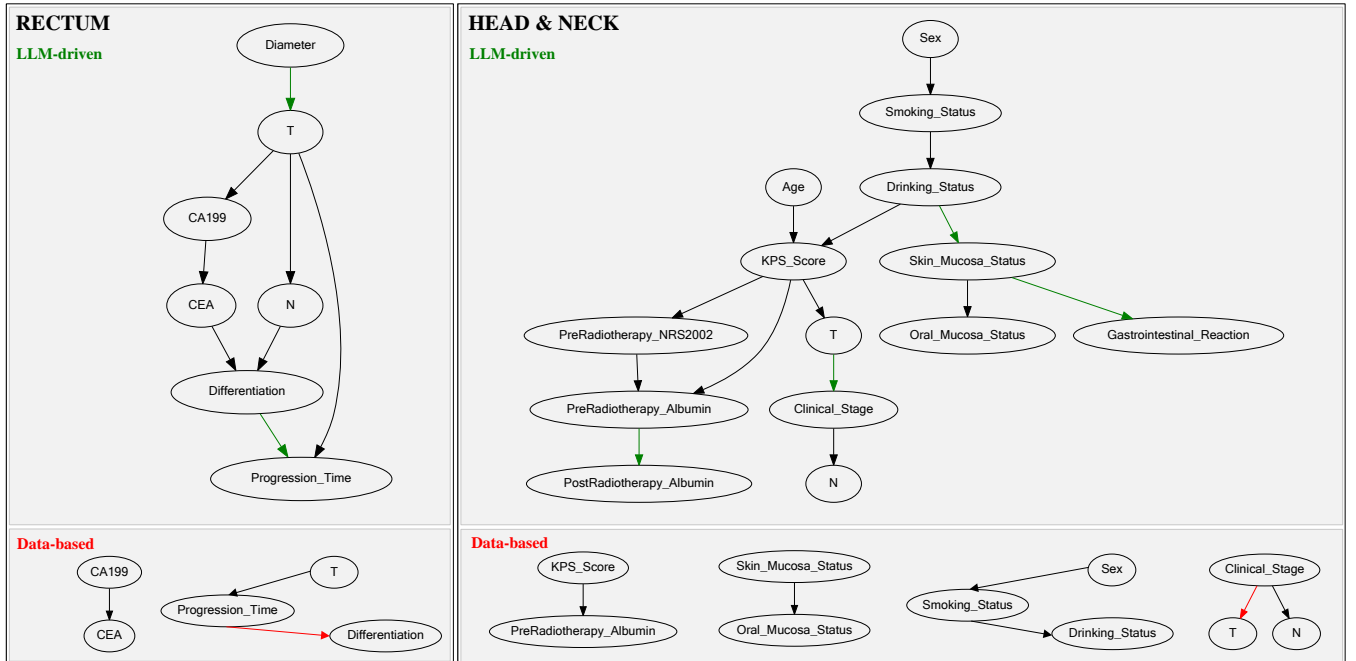 RECTUM
LLM-driven
Diameter
T
CA199
CEA
N
Differentiation
Progression_Time
Data-based
CA199
T
Progression_Time
CEA
Differentiation
HEAD & NECK
LLM-driven
Sex
Smoking_Status
Age
Drinking_Status
KPS_Score
Skin_Mucosa_Status
PreRadiotherapy_NRS2002
T
Oral_Mucosa_Status
Gastrointestinal_Reaction
PreRadiotherapy_Albumin
Clinical_Stage
PostRadiotherapy_Albumin
N
Data-based
KPS_Score
Skin_Mucosa_Status
Sex
Clinical_Stage
Smoking_Status
PreRadiotherapy_Albumin
Oral_Mucosa_Status
Drinking_Status
T
N